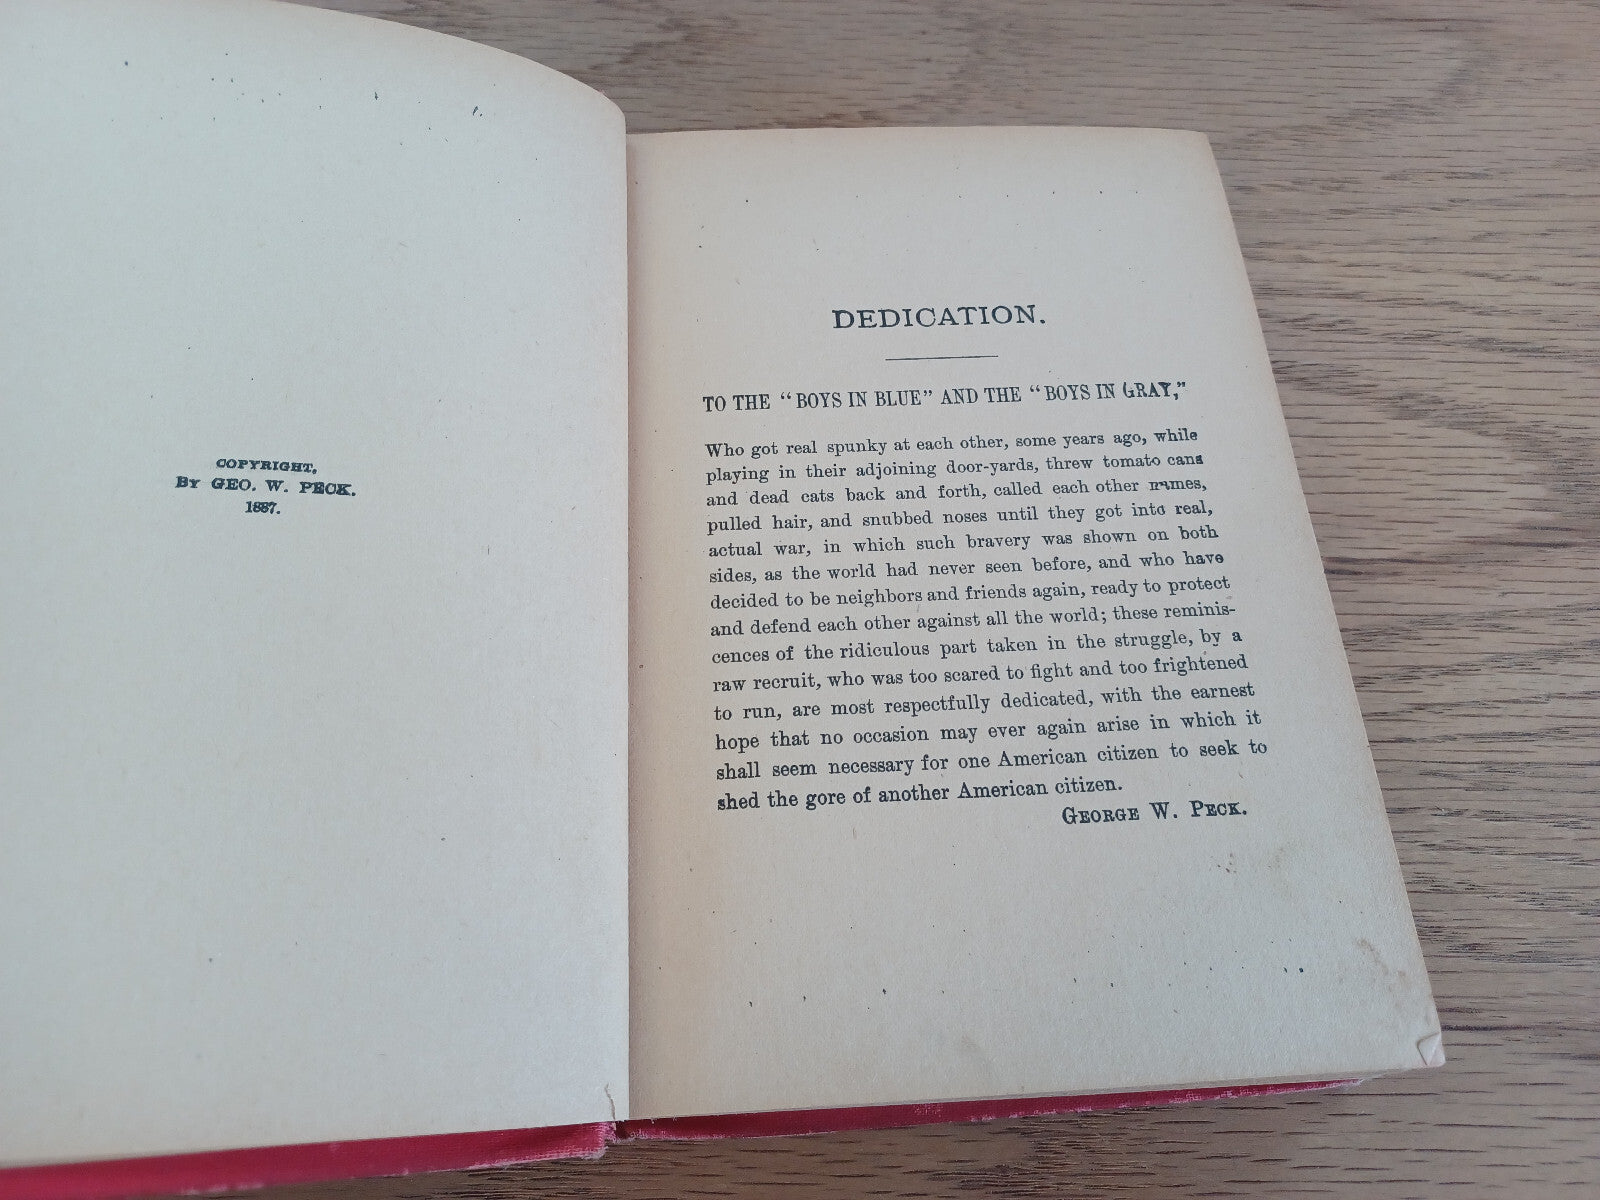 COPYRIGHT,
BY GEO. W. PECK.
1887.
DEDICATION.
TO THE "BOYS IN BLUE" AND THE "BOYS IN GRAY,"
Who got real spunky at each other, some years ago, while
playing in their adjoining door-yards, threw tomato cans
and dead cats back and forth, called each other names,
pulled hair, and snubbed noses until they got into real,
actual war, in which such bravery was shown on both
sides, as the world had never seen before, and who have
decided to be neighbors and friends again, ready to protect
and defend each other against all the world; these reminis-
cences of the ridiculous part taken in the struggle, by a
raw recruit, who was too scared to fight and too frightened
to run, are most respectfully dedicated, with the earnest
hope that no occasion may ever again arise in which it
shall seem necessary for one American citizen to seek to
shed the gore of another American citizen.
GEORGE W. PECK.